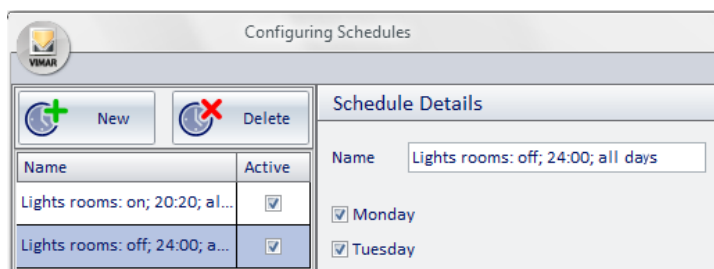 Configuring Schedules
VIMAR
New
Delete
Name
Active
Lights rooms: on; 20:20; al...
Lights rooms: off; 24:00; a...
Schedule Details
Name
Lights rooms: off; 24:00; all days
Monday
Tuesday